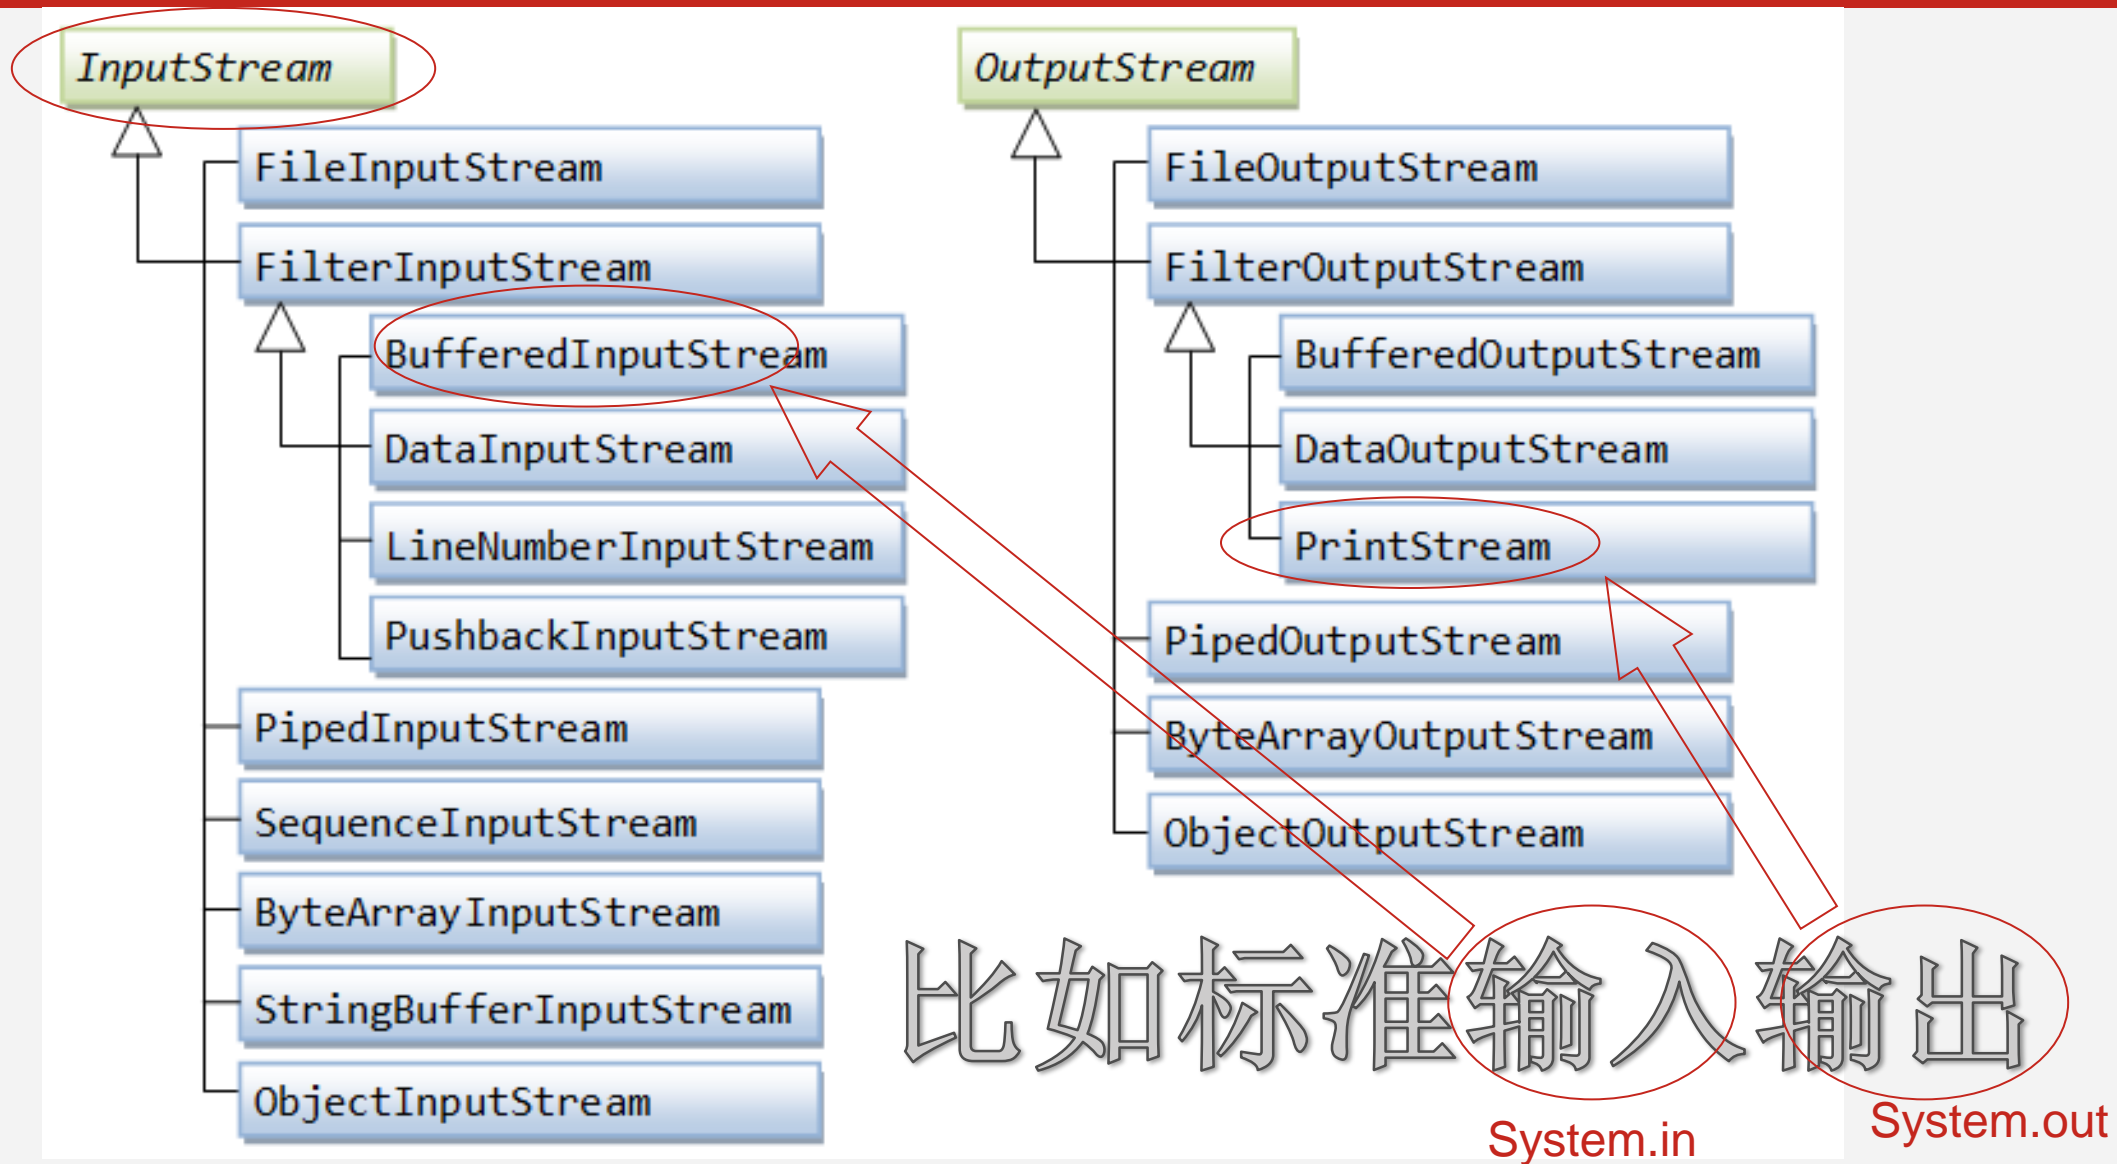 InputStream
FileInputStream
FilterInputStream
BufferedInputStream
DataInputStream
LineNumberInputStream
PushbackInputStream
PipedInputStream
SequenceInputStream
ByteArrayInputStream
StringBufferInputStream
ObjectInputStream
OutputStream
FileOutputStream
FilterOutputStream
BufferedOutputStream
DataOutputStream
PrintStream
PipedOutputStream
ByteArrayOutputStream
ObjectOutputStream
比如标准输入输出
System.in
System.out